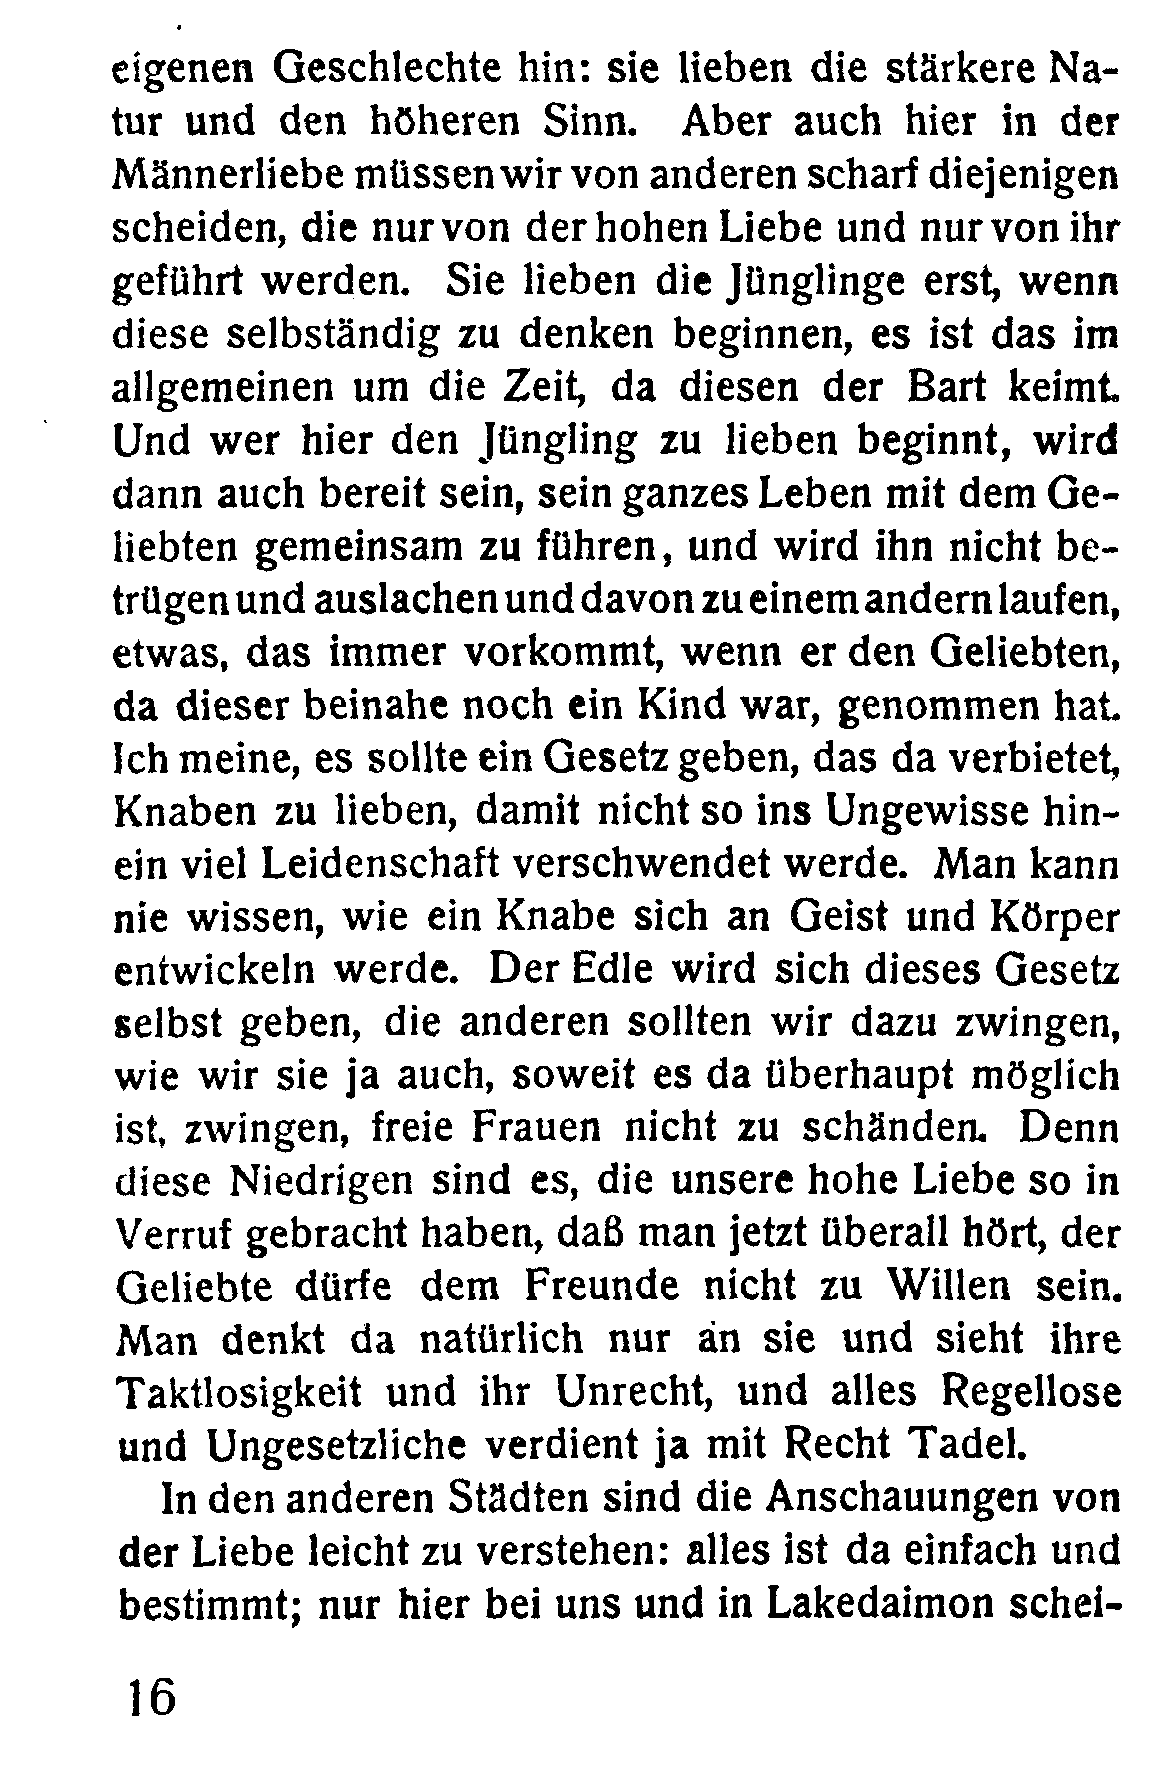 eigenen Geschlechte hin: sie lieben die stärkere Na-
tur und den höheren Sinn. Aber auch hier in der
Männerliebe müssen wir von anderen scharf diejenigen
scheiden, die nur von der hohen Liebe und nur von ihr
geführt werden. Sie lieben die Jünglinge erst, wenn
diese selbständig zu denken beginnen, es ist das im
allgemeinen um die Zeit, da diesen der Bart keimt.
Und wer hier den Jüngling zu lieben beginnt, wird
dann auch bereit sein, sein ganzes Leben mit dem Ge-
liebten gemeinsam zu führen, und wird ihn nicht be-
trügen und auslachen und davon zu einem andern laufen,
etwas, das immer vorkommt, wenn er den Geliebten,
da dieser beinahe noch ein Kind war, genommen hat.
Ich meine, es sollte ein Gesetz geben, das da verbietet,
Knaben zu lieben, damit nicht so ins Ungewisse hin-
ein viel Leidenschaft verschwendet werde. Man kann
nie wissen, wie ein Knabe sich an Geist und Körper
entwickeln werde. Der Edle wird sich dieses Gesetz
selbst geben, die anderen sollten wir dazu zwingen,
wie wir sie ja auch, soweit es da überhaupt möglich
ist, zwingen, freie Frauen nicht zu schänden. Denn
diese Niedrigen sind es, die unsere hohe Liebe so in
Verruf gebracht haben, daß man jetzt überall hört, der
Geliebte dürfe dem Freunde nicht zu Willen sein.
Man denkt da natürlich nur an sie und sieht ihre
Taktlosigkeit und ihr Unrecht, und alles Regellose
und Ungesetzliche verdient ja mit Recht Tadel.
In den anderen Städten sind die Anschauungen von
der Liebe leicht zu verstehen: alles ist da einfach und
bestimmt; nur hier bei uns und in Lakedaimon schei-
16